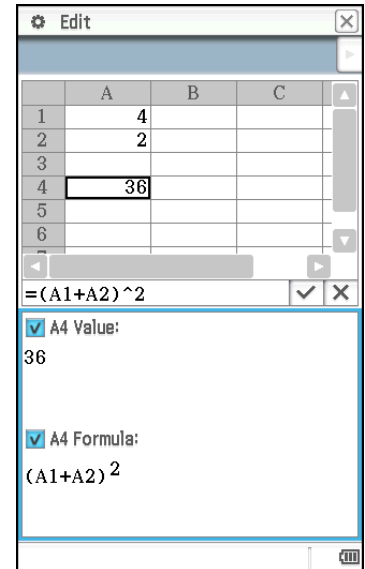 Edit
A B C
1 4
2 2
3
4 36
5
6
=(A1+A2)^2
A4 Value:
36
A4 Formula:
(A1+A2)²